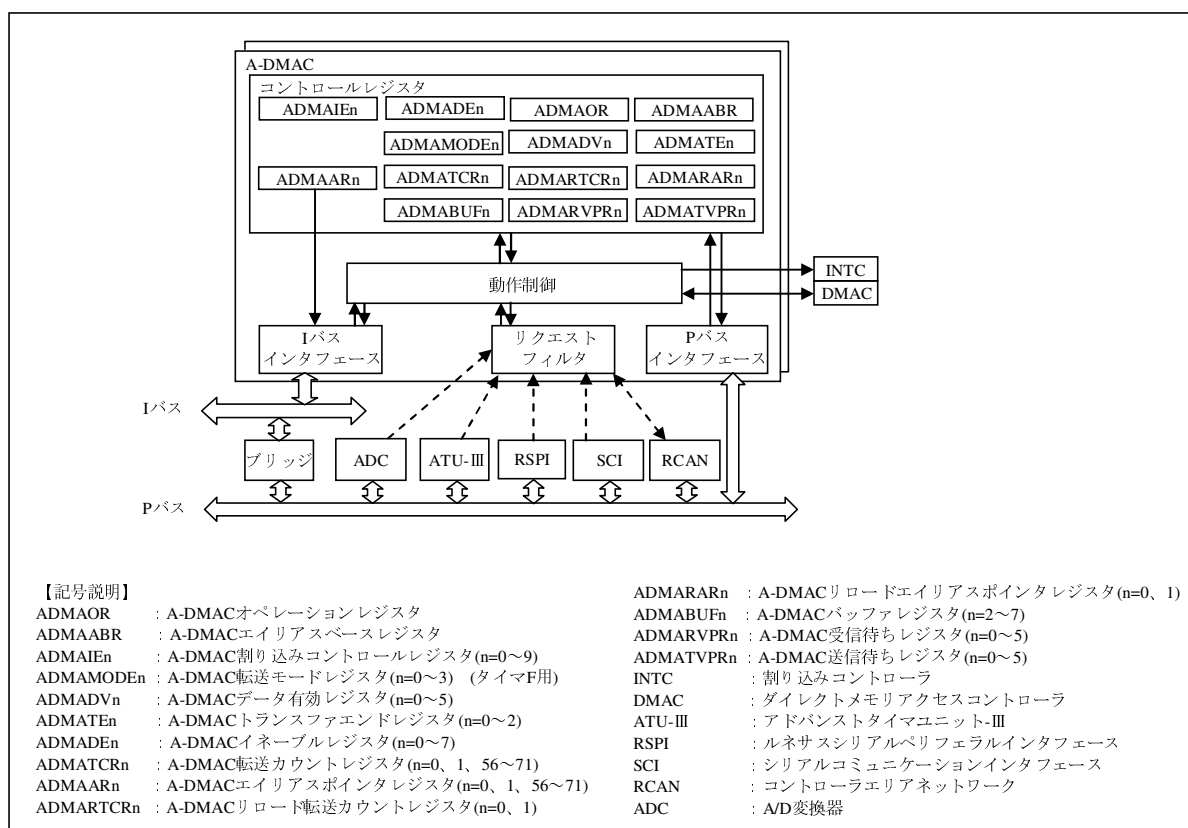 A-DMAC
コントロールレジスタ
ADMAIEn ADMADEn ADMAOR ADMAABR
ADMAMODEn ADMADVn ADMATEn
ADMAARn ADMATCRn ADMARTCRn ADMARARn
ADMABUFn ADMARVPRn ADMATVPRn
動作制御
INTC
DMAC
Iバス
インタフェース
リクエスト
フィルタ
Pバス
インタフェース
Iバス
ブリッジ ADC ATU-III RSPI SCI RCAN
Pバス
【記号説明】
ADMAOR : A-DMACオペレーションレジスタ
ADMAABR : A-DMACエイリアスベースレジスタ
ADMAIEn : A-DMAC割り込みコントロールレジスタ(n=0〜9)
ADMAMODEn : A-DMAC転送モードレジスタ(n=0〜3) (タイマF用)
ADMADVn : A-DMACデータ有効レジスタ(n=0〜5)
ADMATEn : A-DMACトランスファエンドレジスタ(n=0〜2)
ADMADEn : A-DMACイネーブルレジスタ(n=0〜7)
ADMATCRn : A-DMAC転送カウントレジスタ(n=0、1、56〜71)
ADMAARn : A-DMACエイリアスポインタレジスタ(n=0、1、56〜71)
ADMARTCRn : A-DMACリロード転送カウントレジスタ(n=0、1)
ADMARARn : A-DMACリロードエイリアスポインタレジスタ(n=0、1)
ADMABUFn : A-DMACバッファレジスタ(n=2〜7)
ADMARVPRn : A-DMAC受信待ちレジスタ(n=0〜5)
ADMATVPRn : A-DMAC送信待ちレジスタ(n=0〜5)
INTC : 割り込みコントローラ
DMAC : ダイレクトメモリアクセスコントローラ
ATU-III : アドバンストタイマユニット-III
RSPI : ルネサスシリアルペリフェラルインタフェース
SCI : シリアルコミュニケーションインタフェース
RCAN : コントローラエリアネットワーク
ADC : A/D変換器